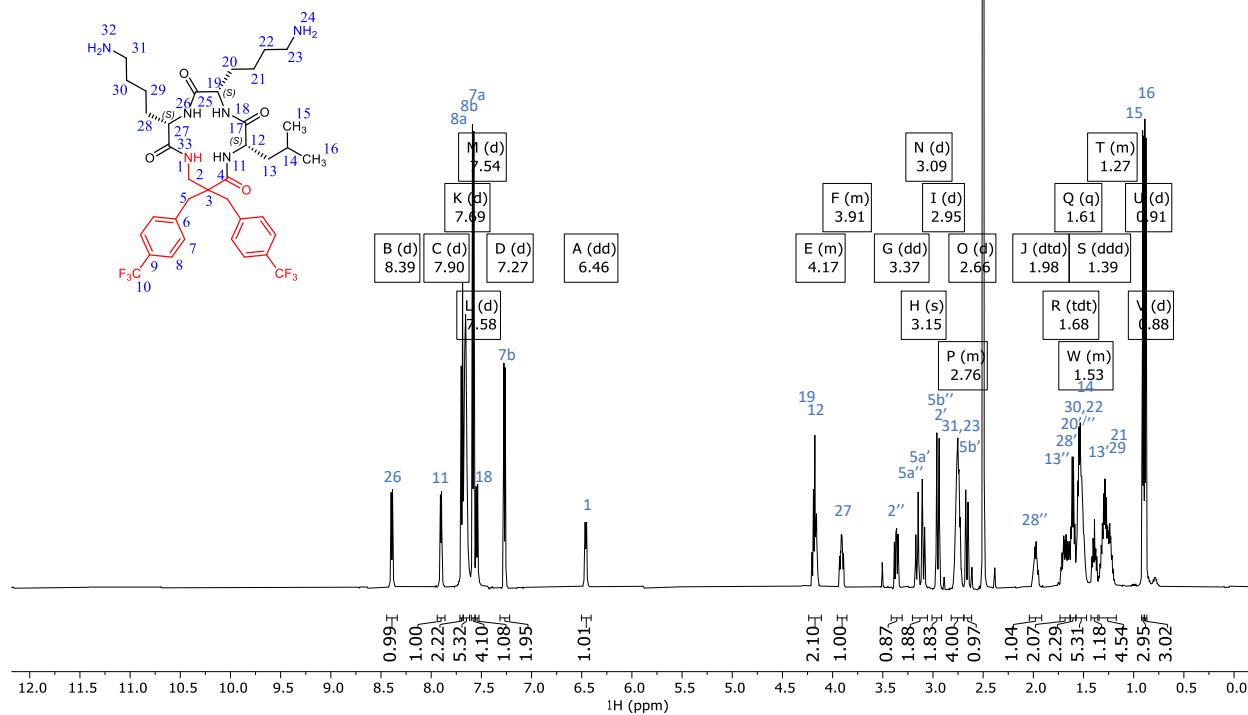 32
H2N
31
24
NH2
22
23
20
21
30
29
19
(S)
O
25
26
NH
(S)
28
27
18
NH
O
17
15
CH3
12
(S)
14
16
CH3
13
33
O
NH
1
2
NH
11
4
O
5
3
6
7
8
9
F3C
10
CF3
7a
8b
8a
16
15
M (d)
7.54
N (d)
3.09
T (m)
1.27
K (d)
7.69
F (m)
3.91
I (d)
2.95
Q (q)
1.61
U (d)
0.91
B (d)
8.39
C (d)
7.90
D (d)
7.27
A (dd)
6.46
E (m)
4.17
G (dd)
3.37
O (d)
2.66
J (dtd)
1.98
S (ddd)
1.39
L (d)
7.58
H (s)
3.15
R (tdt)
1.68
V (d)
0.88
P (m)
2.76
W (m)
1.53
7b
19
12
5b''
2'
31,23
5b'
14
30,22
20''/'''
28'
13''
13'
21
29
5a'
5a''
26
11
18
1
27
2''
28''
0.99
1.00
2.22
5.32
4.10
1.08
1.95
1.01
2.10
1.00
0.87
1.88
1.83
4.00
0.97
1.04
2.07
2.29
5.31
1.18
4.54
2.95
3.02
12.0 11.5 11.0 10.5 10.0 9.5 9.0 8.5 8.0 7.5 7.0 6.5 6.0 5.5 5.0 4.5 4.0 3.5 3.0 2.5 2.0 1.5 1.0 0.5 0.0
1H (ppm)